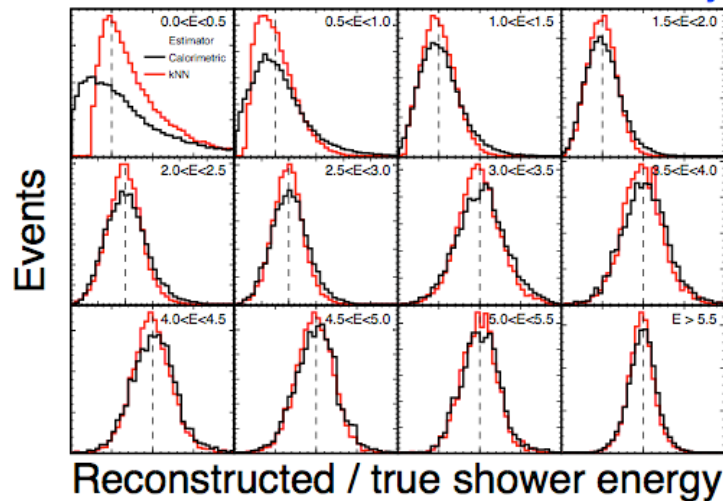 0.0<E<0.5
0.5<E<1.0
1.0<E<1.5
1.5<E<2.0
Estimator
Calorimetric
kNN
2.0<E<2.5
2.5<E<3.0
3.0<E<3.5
3.5<E<4.0
Events
4.0<E<4.5
4.5<E<5.0
5.0<E<5.5
E > 5.5
Reconstructed / true shower energy